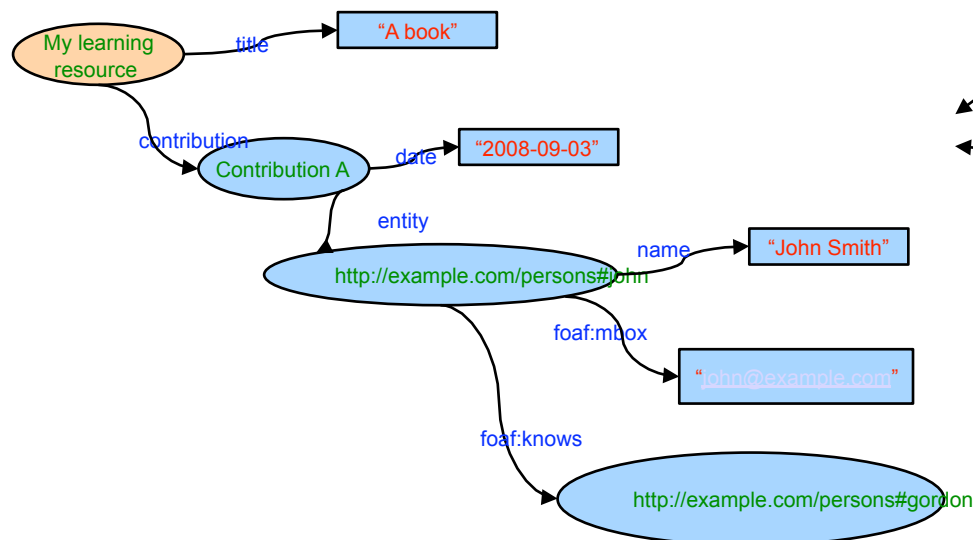 “A book”
My learning
resource
title
contribution
Contribution A
date
“2008-09-03”
entity
http://example.com/persons#john
name
“John Smith”
foaf:mbox
“john@example.com”
foaf:knows
http://example.com/persons#gordon